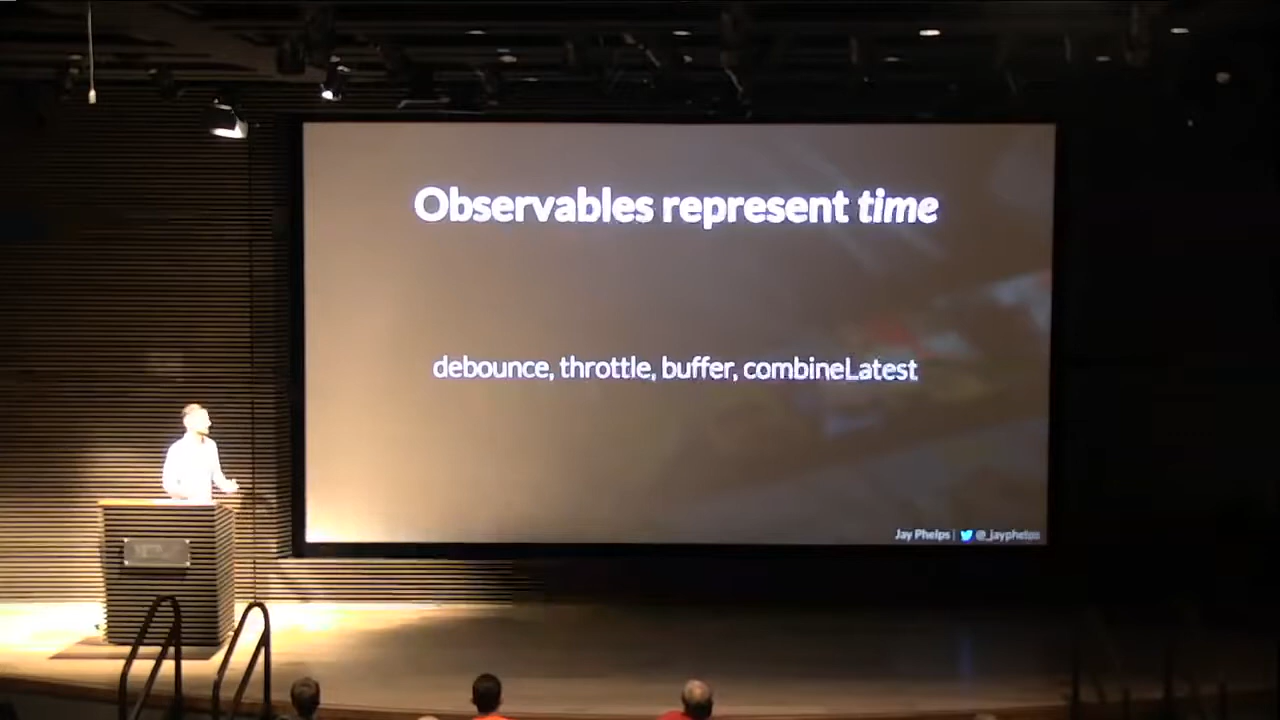 Observables represent time
debounce, throttle, buffer, combineLatest
Jay Phelps | @_jayphelps